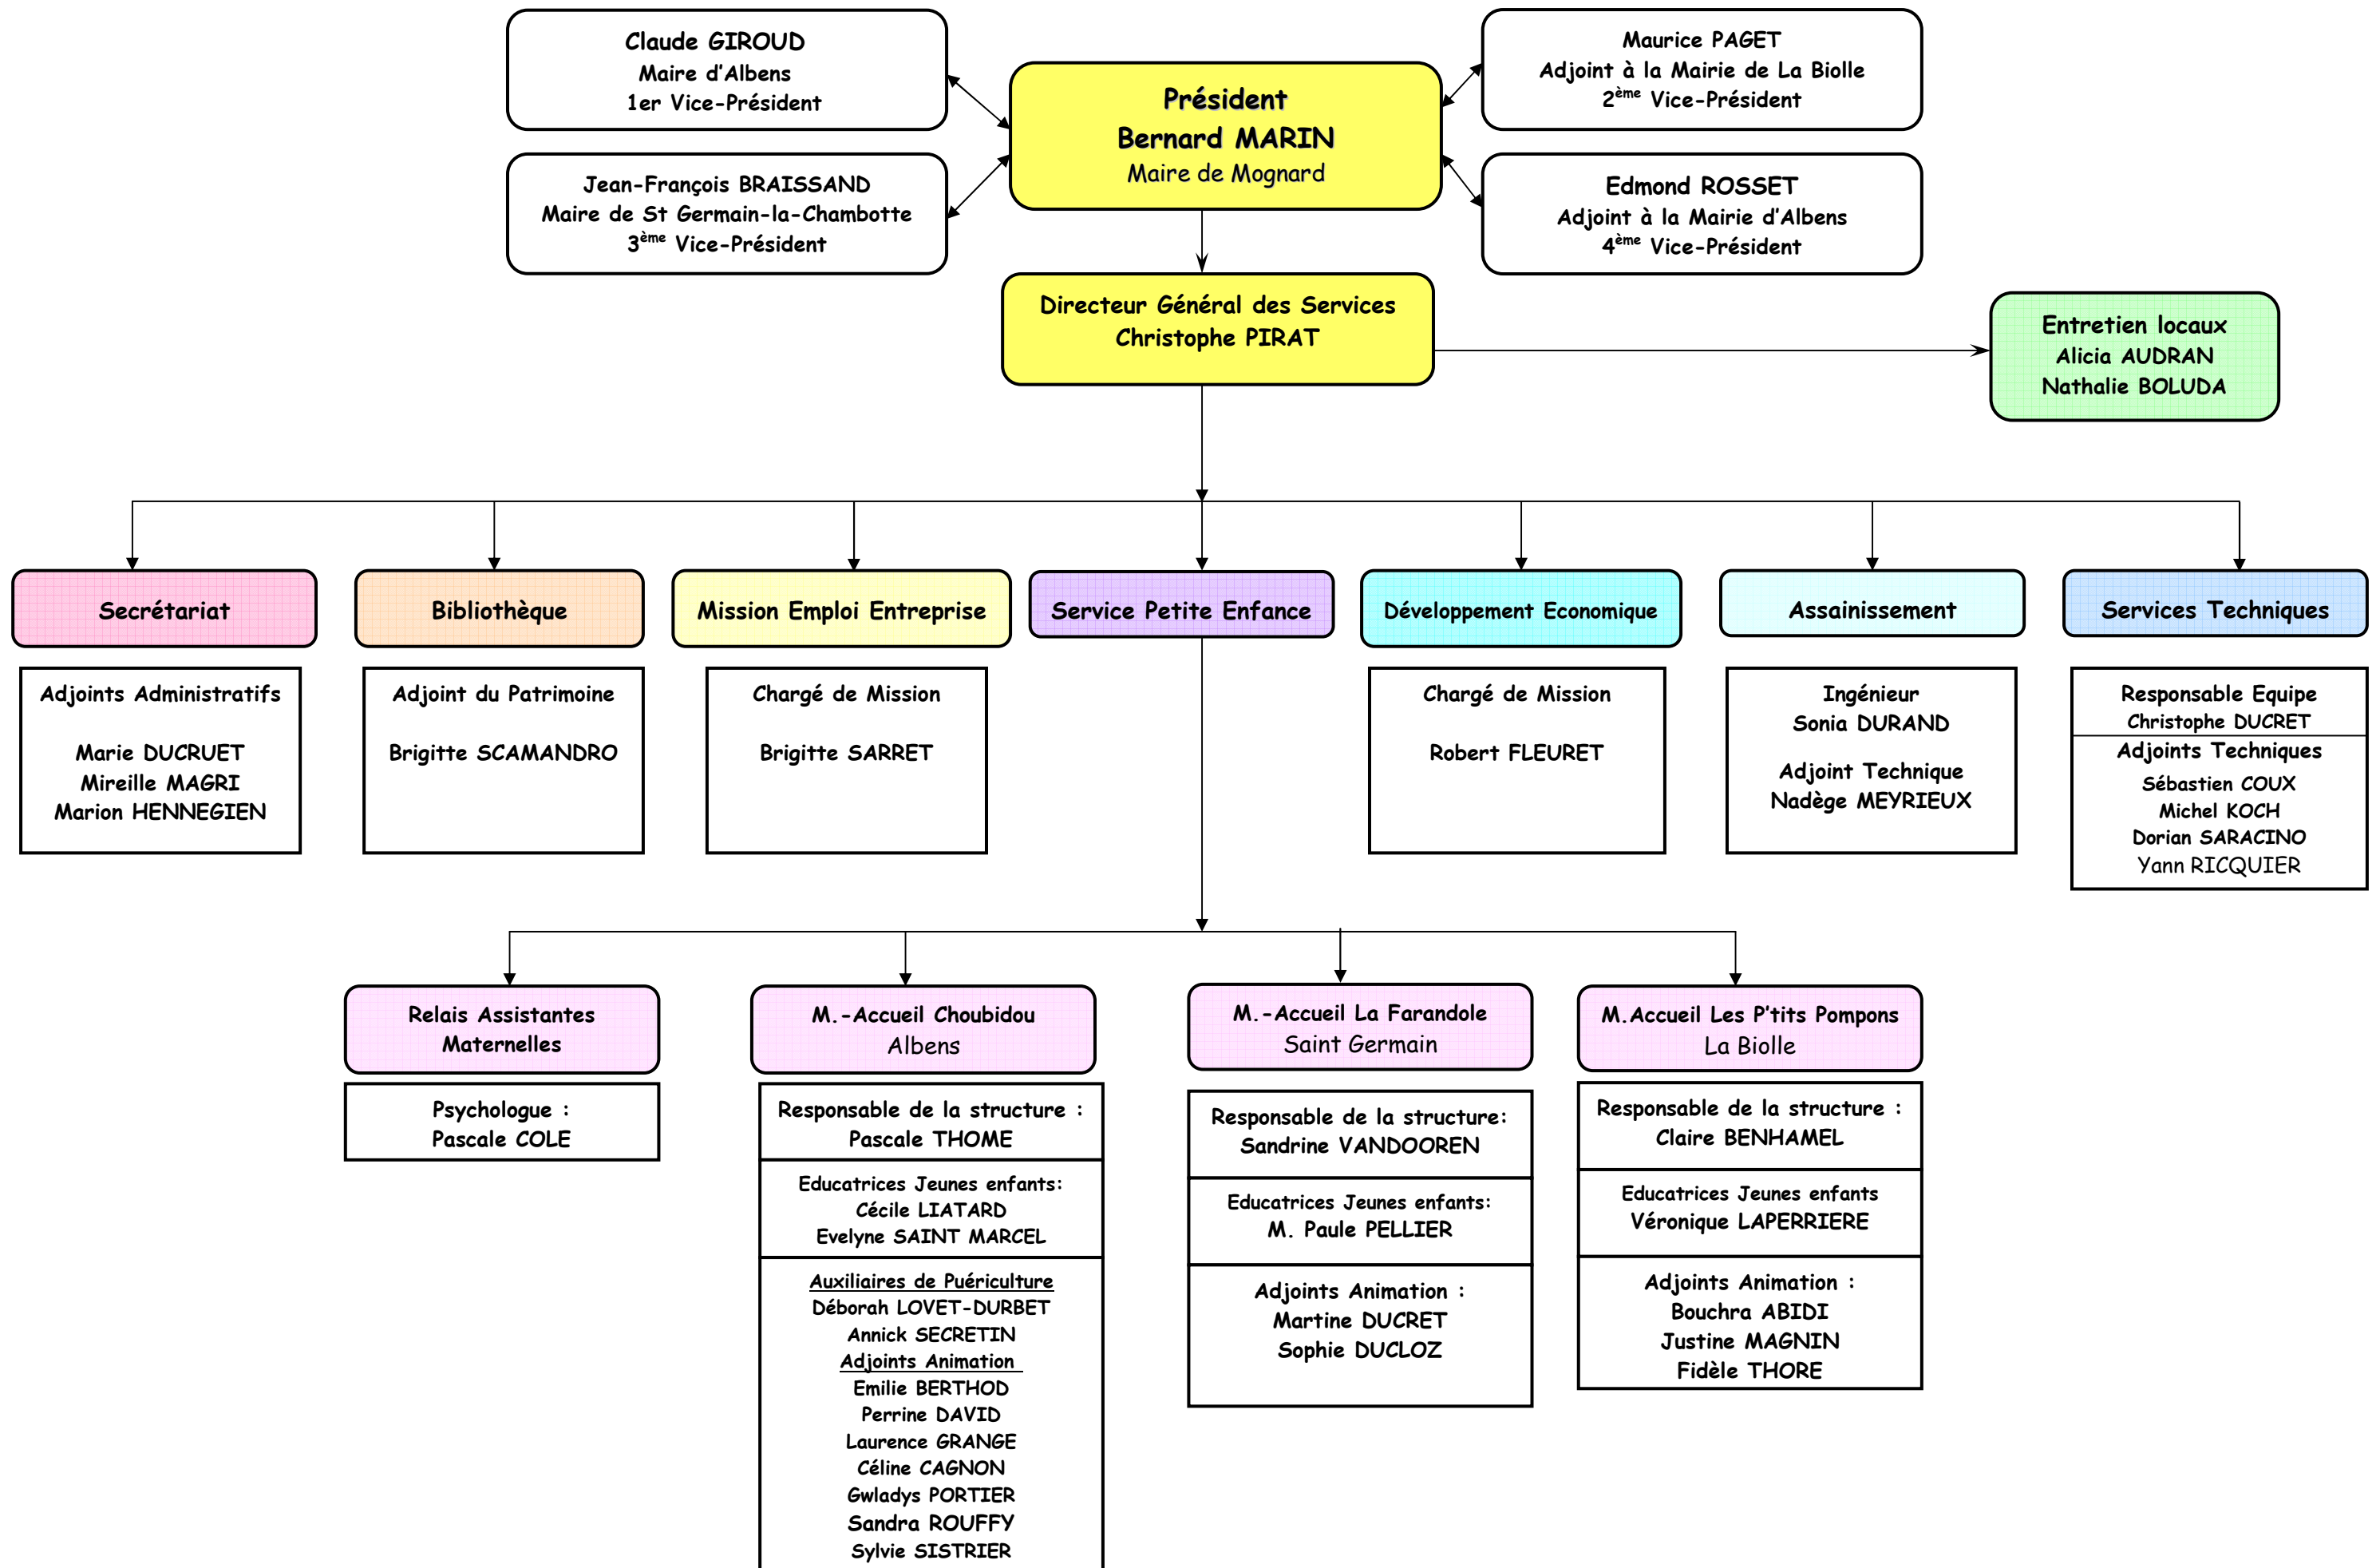 Claude GIROUD
Maire d'Albens
1er Vice-Président
Maurice PAGET
Adjoint à la Mairie de La Biolle
2ème Vice-Président
Président
Bernard MARIN
Maire de Mognard
Jean-François BRAISSAND
Maire de St Germain-la-Chambotte
3ème Vice-Président
Edmond ROSSET
Adjoint à la Mairie d'Albens
4ème Vice-Président
Directeur Général des Services
Christophe PIRAT
Entretien locaux
Alicia AUDRAN
Nathalie BOLUDA
Secrétariat
Adjoints Administratifs
Marie DUCRUET
Mireille MAGRI
Marion HENNEGIEN
Bibliothèque
Adjoint du Patrimoine
Brigitte SCAMANDRO
Mission Emploi Entreprise
Chargé de Mission
Brigitte SARRET
Service Petite Enfance
Développement Economique
Chargé de Mission
Robert FLEURET
Assainissement
Ingénieur
Sonia DURAND
Adjoint Technique
Nadège MEYRIEUX
Services Techniques
Responsable Equipe
Christophe DUCRET
Adjoints Techniques
Sébastien COUX
Michel KOCH
Dorian SARACINO
Yann RICQUIER
Relais Assistantes
Maternelles
Psychologue :
Pascale COLE
M.-Accueil Choubidou
Albens
Responsable de la structure :
Pascale THOME
Educatrices Jeunes enfants:
Cécile LIATARD
Evelyne SAINT MARCEL
Auxiliaires de Puériculture
Déborah LOVET-DURBET
Annick SECRETIN
Adjoints Animation
Emilie BERTHOD
Perrine DAVID
Laurence GRANGE
Céline CAGNON
Gwladys PORTIER
Sandra ROUFFY
Sylvie SISTRIER
M.-Accueil La Farandole
Saint Germain
Responsable de la structure:
Sandrine VANDOOREN
Educatrices Jeunes enfants:
M. Paule PELLIER
Adjoints Animation :
Martine DUCRET
Sophie DUCLOZ
M.Accueil Les P'tits Pompons
La Biolle
Responsable de la structure :
Claire BENHAMEL
Educatrices Jeunes enfants
Véronique LAPERRIERE
Adjoints Animation :
Bouchra ABIDI
Justine MAGNIN
Fidèle THORE